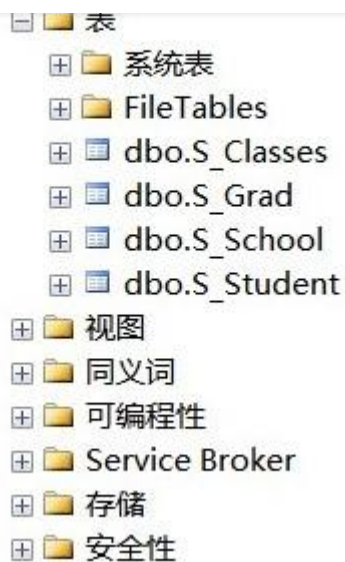 表
系统表
FileTables
dbo.S_Classes
dbo.S_Grad
dbo.S_School
dbo.S_Student
视图
同义词
可编程性
Service Broker
存储
安全性